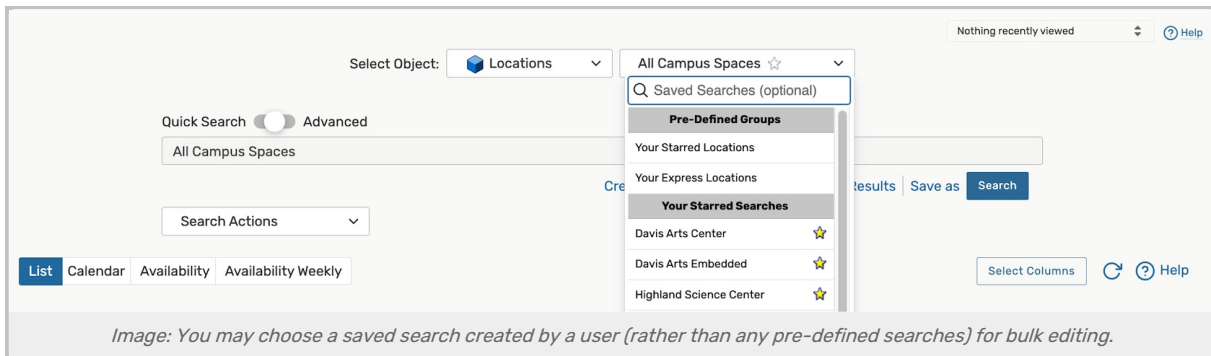 Nothing recently viewed
Help
Select Object:
Locations
All Campus Spaces
Saved Searches (optional)
Quick Search
Advanced
Pre-Defined Groups
All Campus Spaces
Your Starred Locations
Your Express Locations
Cre
esults
Save as
Search
Your Starred Searches
Search Actions
Davis Arts Center
Davis Arts Embedded
Highland Science Center
List
Calendar
Availability
Availability Weekly
Select Columns
Help
Image: You may choose a saved search created by a user (rather than any pre-defined searches) for bulk editing.